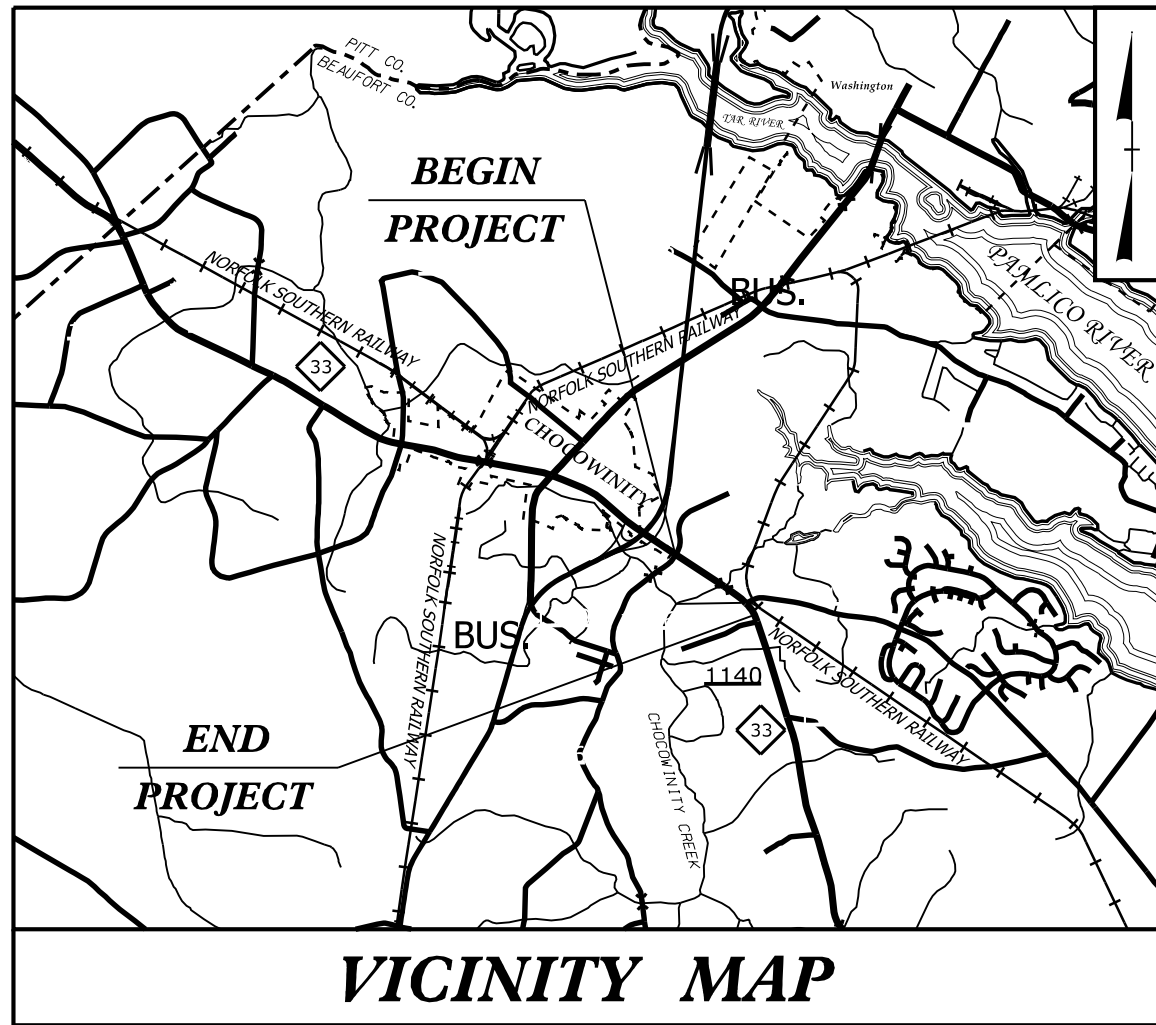 PITT CO.
BEAUFORT CO.
Washington
TAR RIVER
BEGIN
PROJECT
PAMLICO RIVER
NORFOLK SOUTHERN RAILWAY
BUS.
NORFOLK SOUTHERN RAILWAY
33
CHOCOWINITY
NORFOLK SOUTHERN RAILWAY
BUS.
NORFOLK SOUTHERN RAILWAY
1140
33
CHOCOWINITY CREEK
END
PROJECT
VICINITY MAP